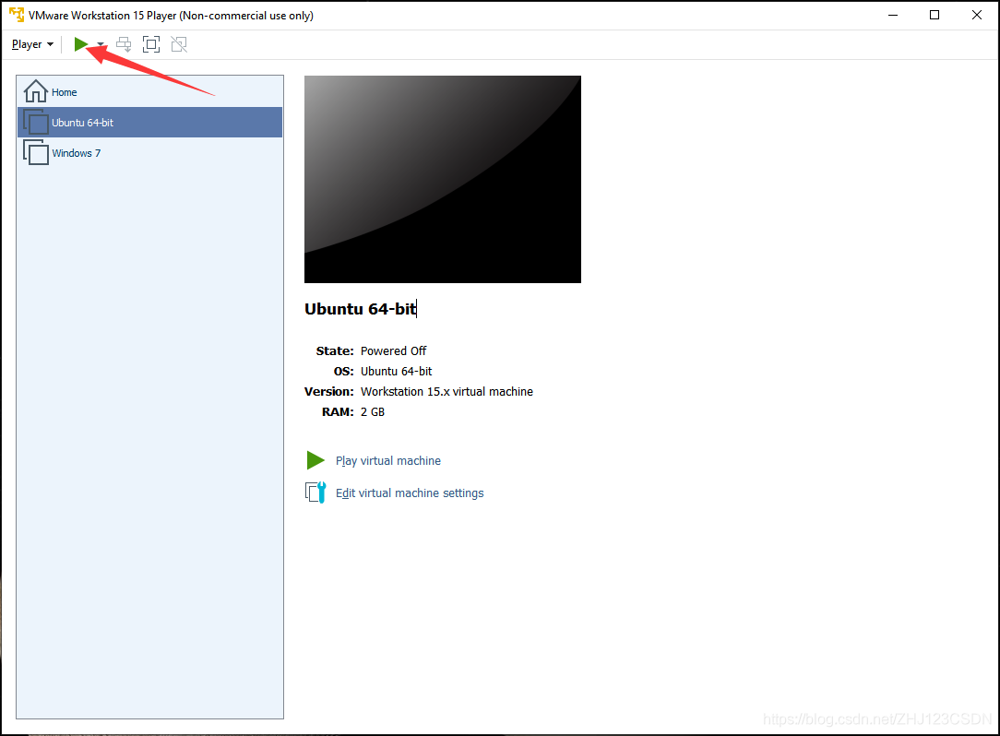 VMware Workstation 15 Player (Non-commercial use only)
Player
Home
Ubuntu 64-bit
Windows 7
Ubuntu 64-bit
State: Powered Off
OS: Ubuntu 64-bit
Version: Workstation 15.x virtual machine
RAM: 2 GB
Play virtual machine
Edit virtual machine settings
https://blog.csdn.net/ZHJ123CSDN